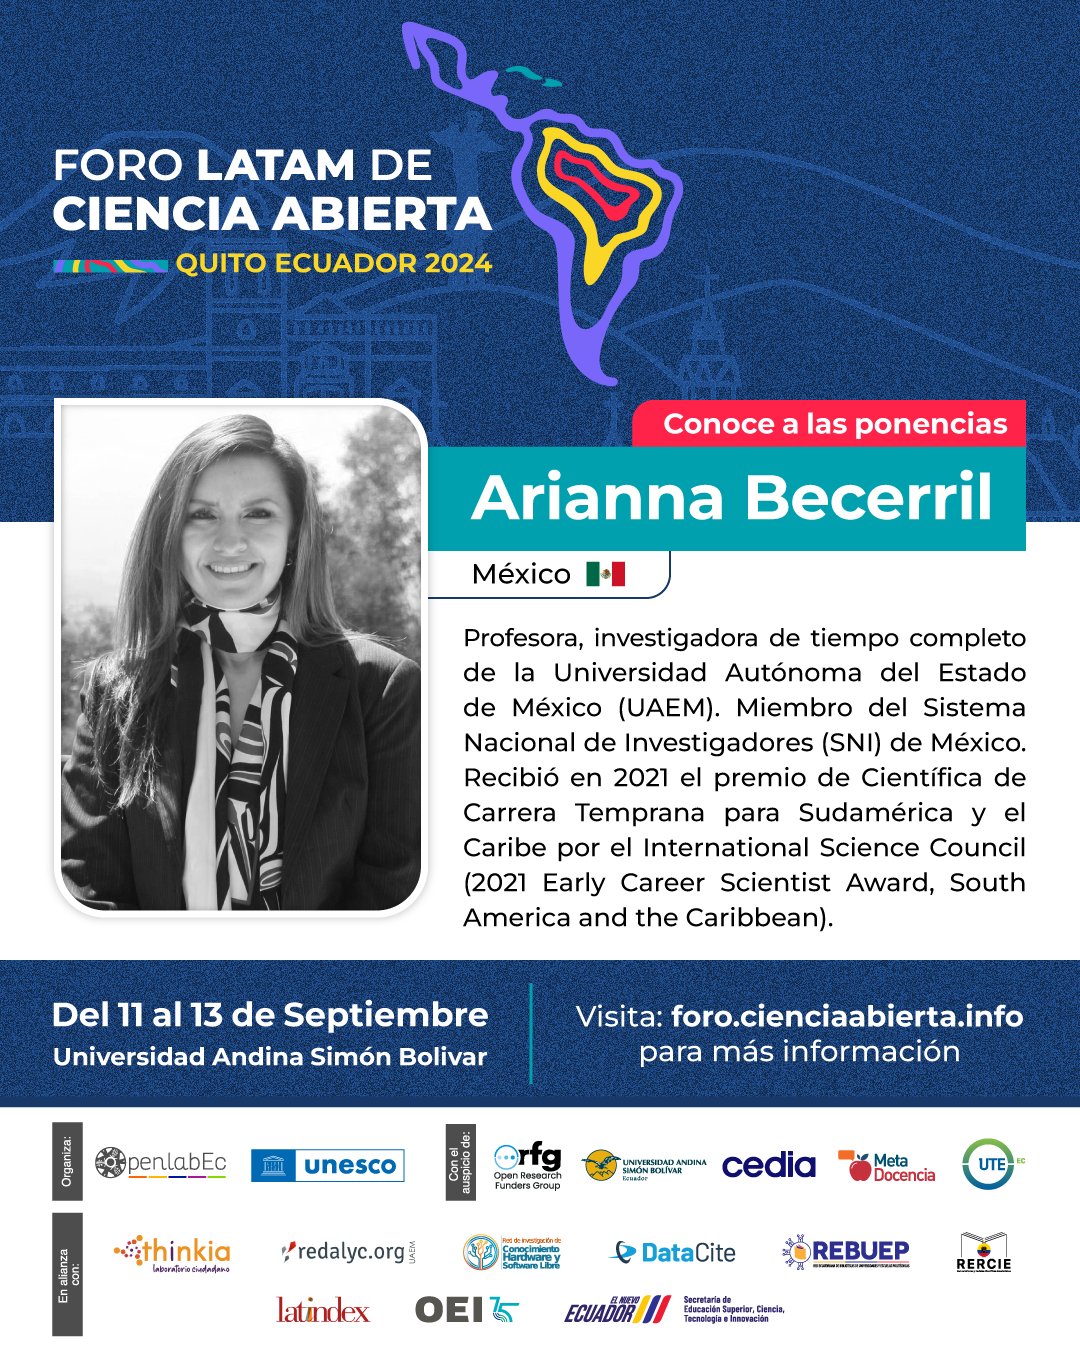 FORO LATAM DE
CIENCIA ABIERTA
QUITO ECUADOR 2024
Conoce a las ponencias
Arianna Becerril
México
Profesora, investigadora de tiempo completo
de la Universidad Autónoma del Estado
de México (UAEM). Miembro del Sistema
Nacional de Investigadores (SNI) de México.
Recibió en 2021 el premio de Científica de
Carrera Temprana para Sudamérica y el
Caribe por el International Science Council
(2021 Early Career Scientist Award, South
America and the Caribbean).
Del 11 al 13 de Septiembre
Universidad Andina Simón Bolivar
Visita: foro.cienciaabierta.info
para más información
Organiza:
OpenlabEc
unesco
Con el
auspicio de:
orfg
Open Research
Funders Group
UNIVERSIDAD ANDINA
SIMÓN BOLÍVAR
Ecuador
cedia
Meta
Docencia
UTE EC
En alianza
con:
thinkia
laboratorio ciudadano
redalyc.org
UAEM
Red de investigación de
Conocimiento
Hardware y
Software Libre
DataCite
REBUEP
RERCIE
latindex
OEI 75
EL NUEVO
ECUADOR
Secretaría de
Educación Superior, Ciencia,
Tecnología e Innovación